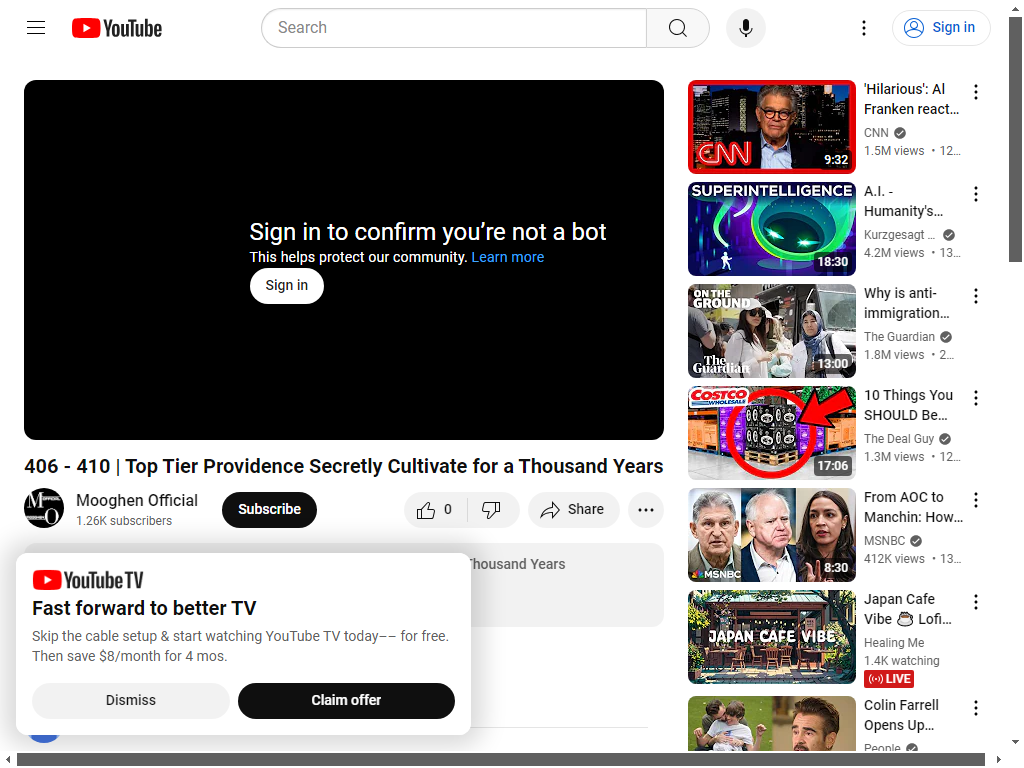 YouTube
Search
Sign in
Sign in to confirm you’re not a bot
This helps protect our community. Learn more
Sign in
406 - 410 | Top Tier Providence Secretly Cultivate for a Thousand Years
Mooghen Official
1.26K subscribers
Subscribe
0
Share
Thousand Years
YouTube TV
Fast forward to better TV
Skip the cable setup & start watching YouTube TV today–– for free.
Then save $8/month for 4 mos.
Dismiss
Claim offer
CNN
9:32
'Hilarious': Al
Franken react...
CNN
1.5M views • 12...
SUPERINTELLIGENCE
18:30
A.I. -
Humanity's...
Kurzgesagt ...
4.2M views • 13...
ON THE
GROUND
The
Guardian
13:00
Why is anti-
immigration...
The Guardian
1.8M views • 2...
COSTCO
WHOLESALE
17:06
10 Things You
SHOULD Be...
The Deal Guy
1.3M views • 12...
MSNBC
8:30
From AOC to
Manchin: How...
MSNBC
412K views • 13...
JAPAN CAFE VIBE
Japan Cafe
Vibe ☕ Lofi...
Healing Me
1.4K watching
LIVE
Colin Farrell
Opens Up...
People